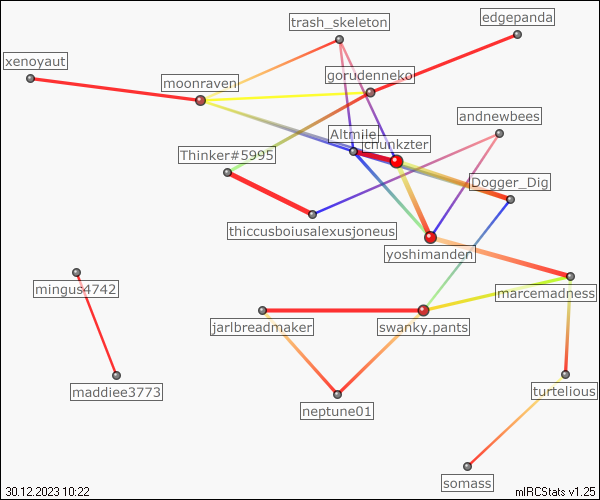 trash_skeleton
edgepanda
xenoyaut
moonraven
gorudenneko
andnewbees
Altmile
chunkzter
Thinker#5995
Dogger_Dig
thiccusboiusalexusjoneus
yoshimanden
mingus4742
marcemadness
jarlbreadmaker
swanky.pants
maddiee3773
turtelious
neptune01
somass
30.12.2023 10:22
mIRCStats v1.25